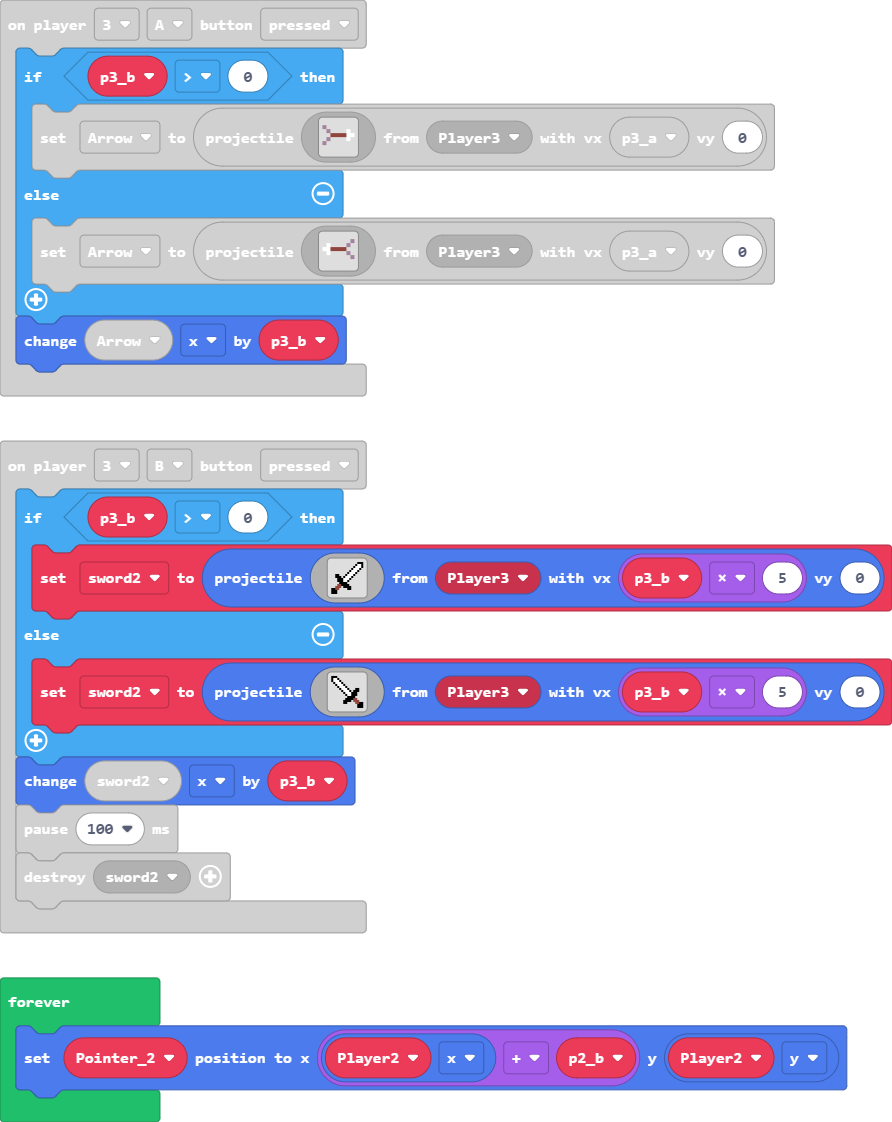 on player 3 A button pressed
if p3_b > 0 then
set Arrow to projectile from Player3 with vx p3_a vy 0
else
set Arrow to projectile from Player3 with vx p3_a vy 0
change Arrow x by p3_b
on player 3 B button pressed
if p3_b > 0 then
set sword2 to projectile from Player3 with vx p3_b × 5 vy 0
else
set sword2 to projectile from Player3 with vx p3_b × 5 vy 0
change sword2 x by p3_b
pause 100 ms
destroy sword2
forever
set Pointer_2 position to x Player2 x + p2_b y Player2 y